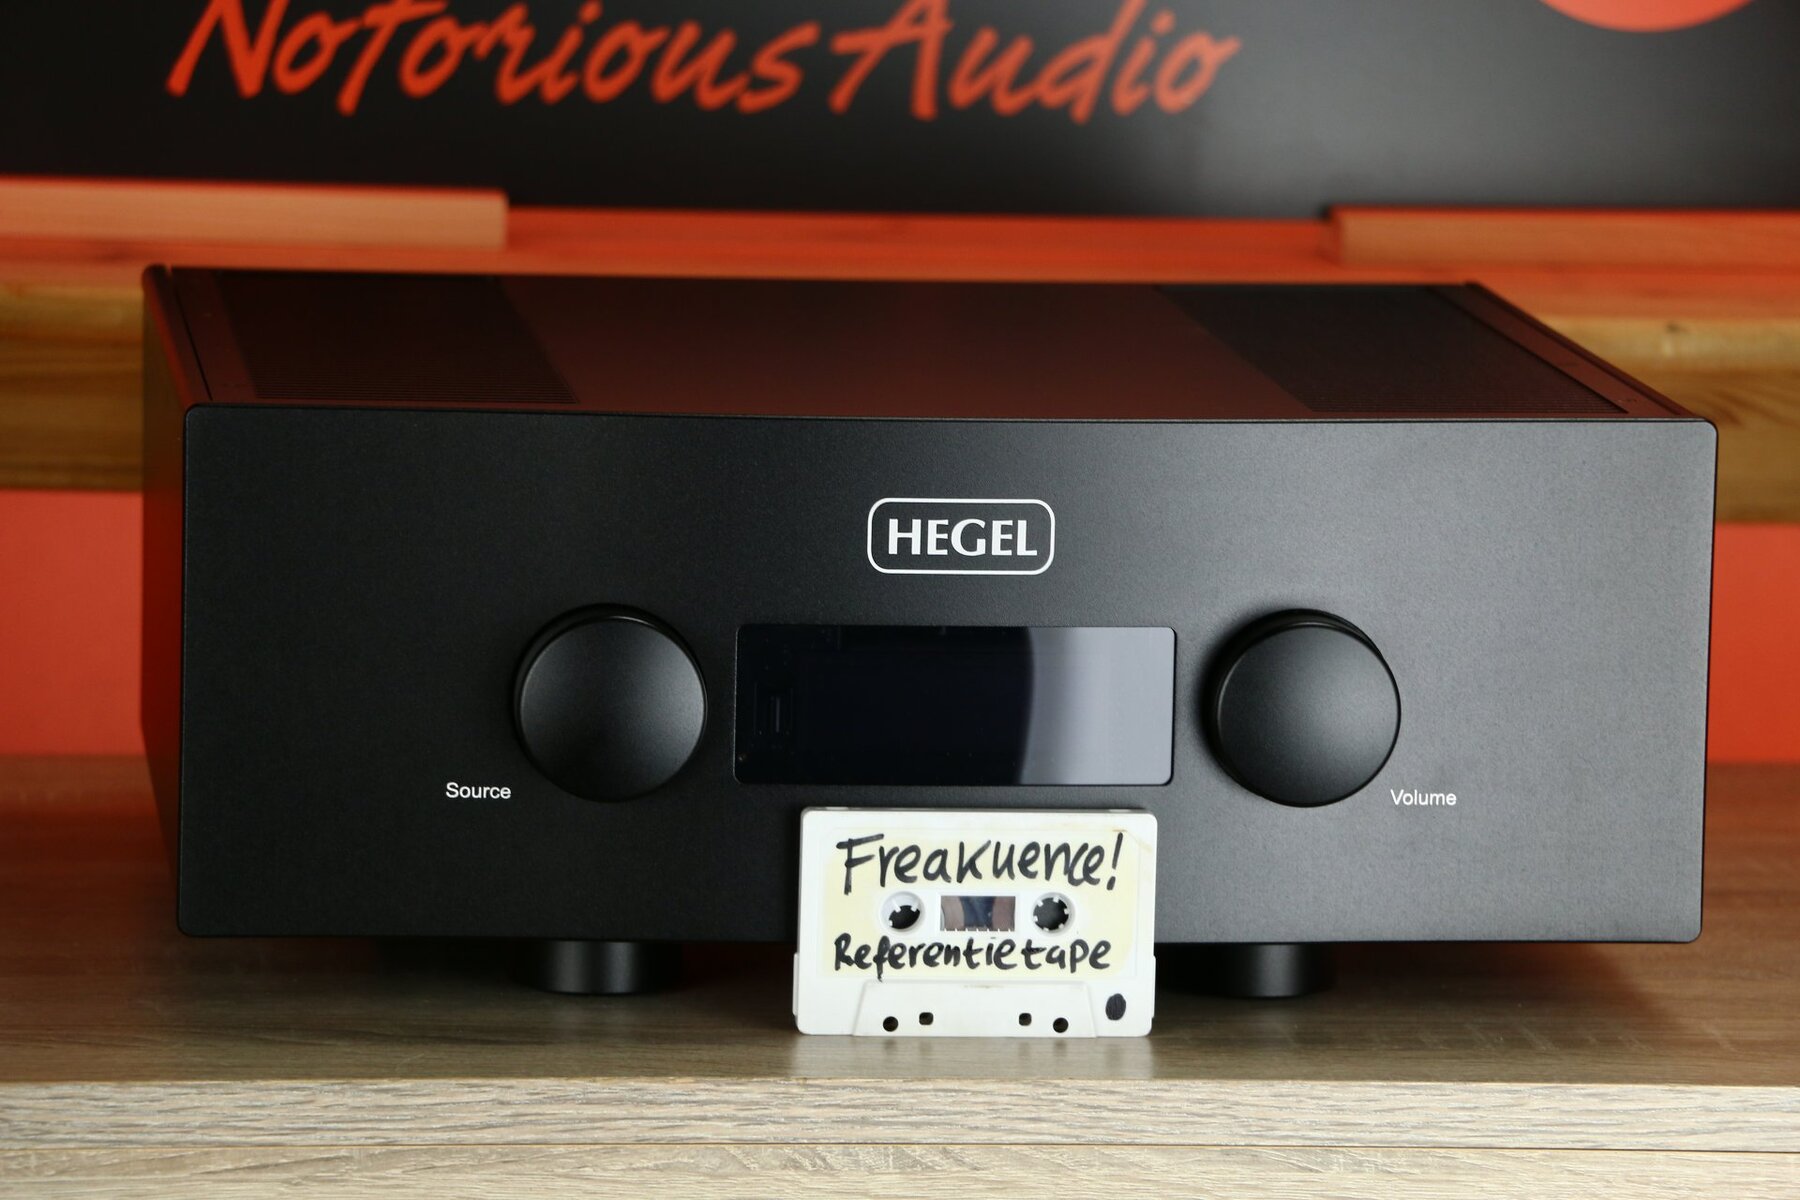 Notorious Audio
HEGEL
Source
Volume
Freakuence!
Referentietape